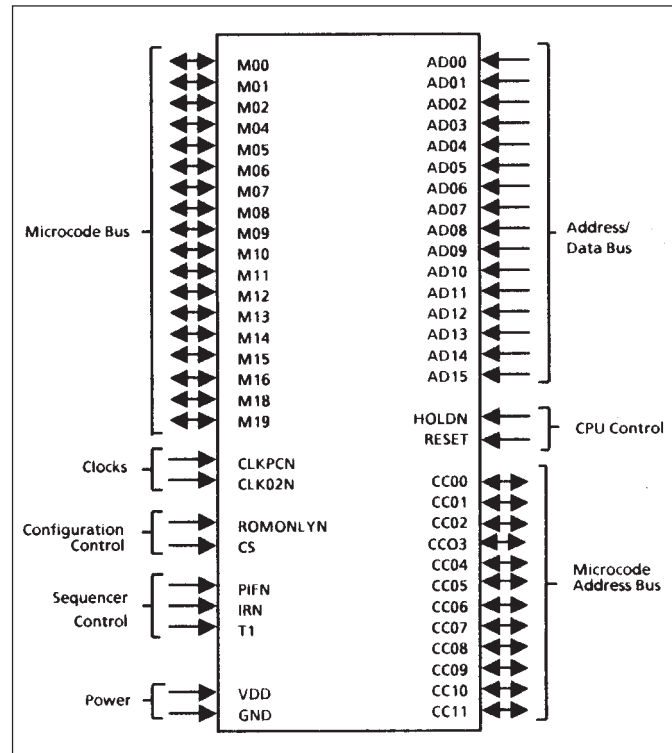 M00
M01
M02
M04
M05
M06
M07
M08
M09
M10
M11
M12
M13
M14
M15
M16
M18
M19
Microcode Bus
CLKPCN
CLK02N
Clocks
ROMONLYN
CS
Configuration
Control
PIFN
IRN
T1
Sequencer
Control
VDD
GND
Power
AD00
AD01
AD02
AD03
AD04
AD05
AD06
AD07
AD08
AD09
AD10
AD11
AD12
AD13
AD14
AD15
Address/
Data Bus
HOLDN
RESET
CPU Control
CC00
CC01
CC02
CCO3
CC04
CC05
CC06
CC07
CC08
CC09
CC10
CC11
Microcode
Address Bus